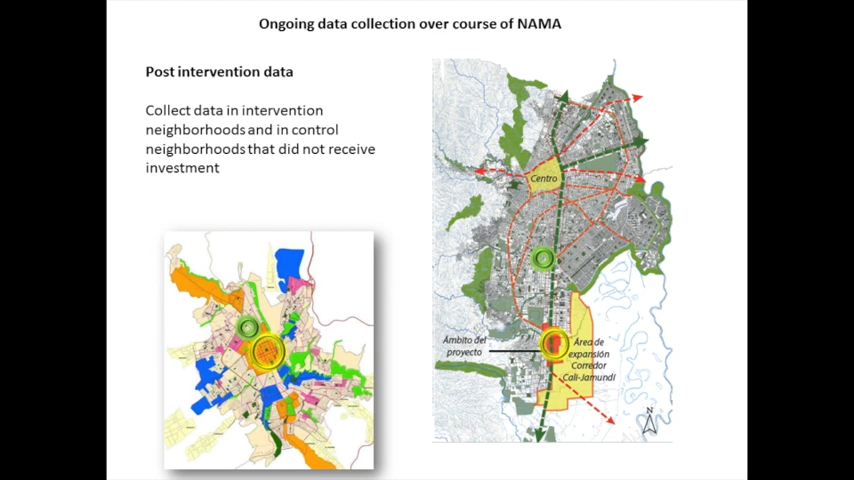 Ongoing data collection over course of NAMA
Post intervention data
Collect data in intervention
neighborhoods and in control
neighborhoods that did not receive
investment
Centro
Ámbito del
proyecto
Área de
expansión
Corredor
Cali-Jamundí
N